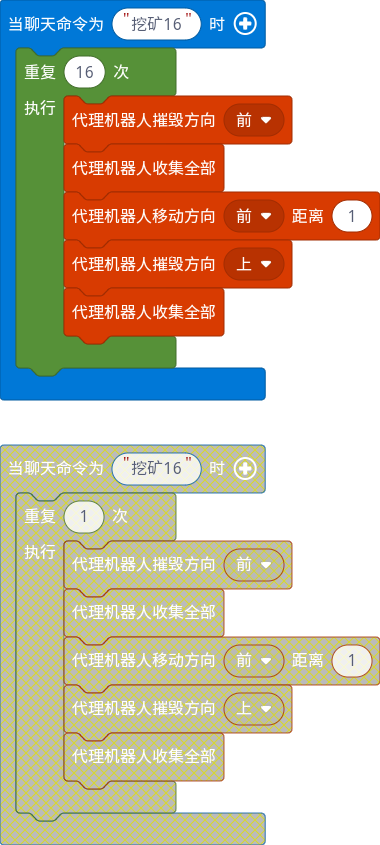 当聊天命令为 "挖矿16" 时
重复 16 次
执行
代理机器人摧毁方向 前
代理机器人收集全部
代理机器人移动方向 前 距离 1
代理机器人摧毁方向 上
代理机器人收集全部
当聊天命令为 "挖矿16" 时
重复 1 次
执行
代理机器人摧毁方向 前
代理机器人收集全部
代理机器人移动方向 前 距离 1
代理机器人摧毁方向 上
代理机器人收集全部